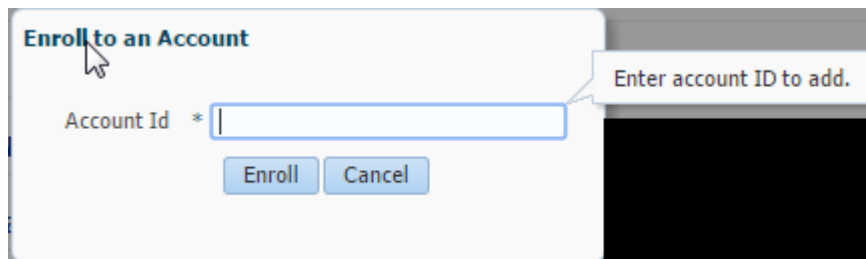 Enroll to an Account
Enter account ID to add.
Account Id *
Enroll Cancel